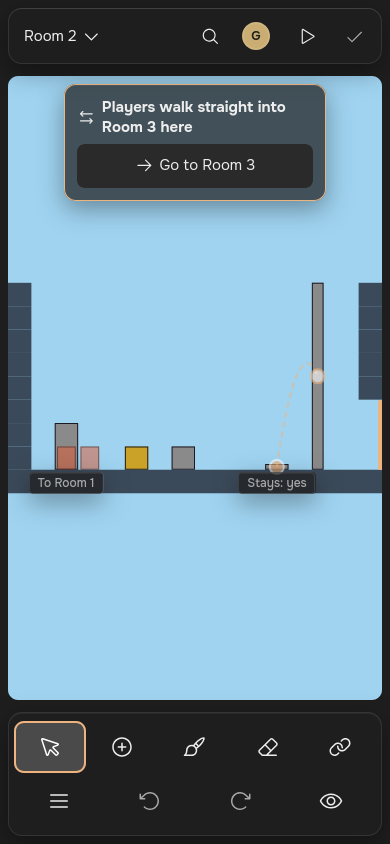 Room 2
G
Players walk straight into
Room 3 here
Go to Room 3
To Room 1
Stays: yes